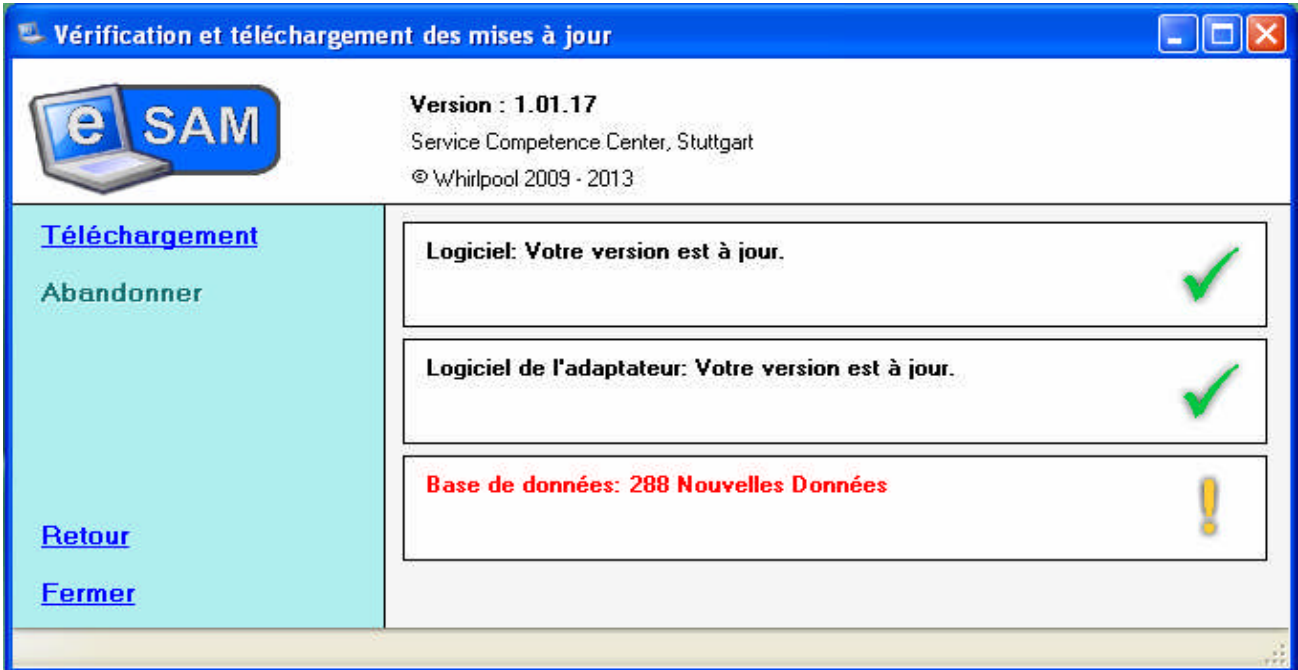 Vérification et téléchargement des mises à jour
e SAM
Version : 1.01.17
Service Competence Center, Stuttgart
© Whirlpool 2009 - 2013
Téléchargement
Abandonner
Retour
Fermer
Logiciel: Votre version est à jour.
Logiciel de l'adaptateur: Votre version est à jour.
Base de données: 288 Nouvelles Données